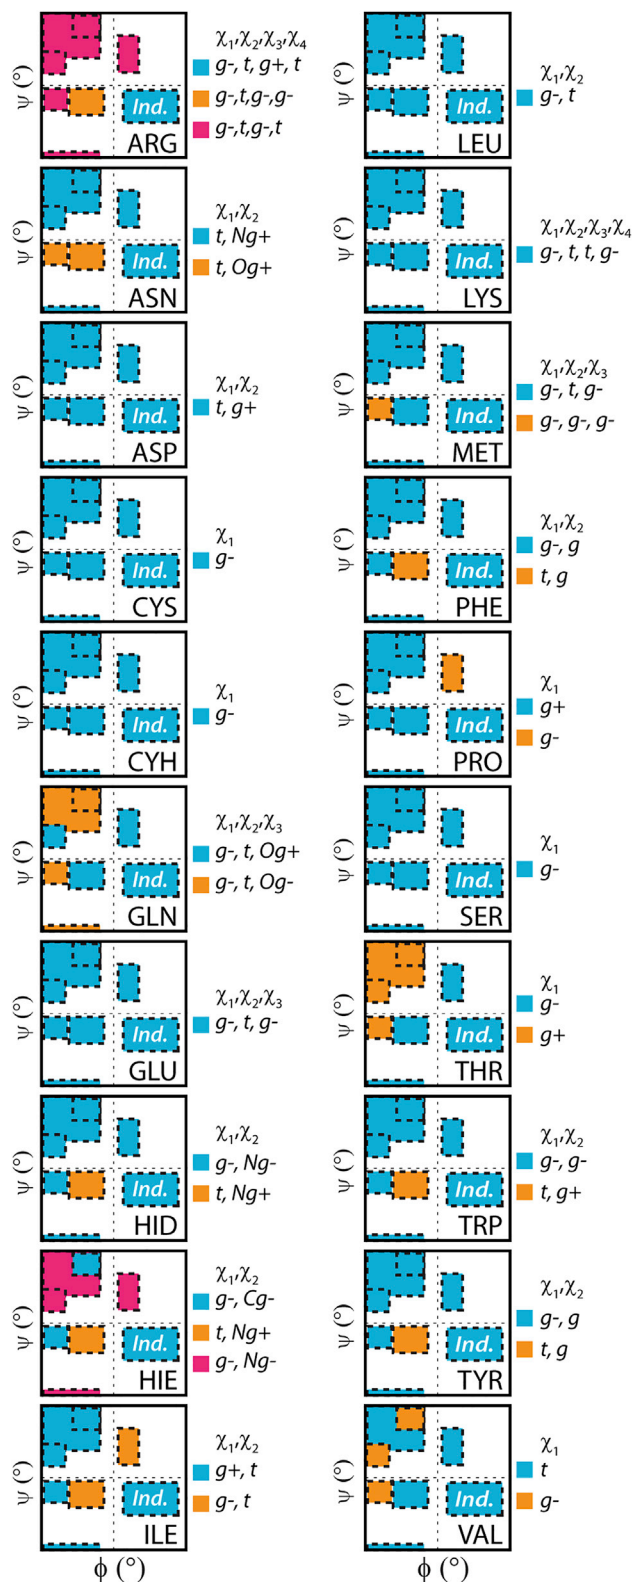 ψ (°)
χ₁,χ₂,χ₃,χ₄
g-, t, g+, t
g-,t,g-,g-
g-,t,g-,t
Ind.
ARG
ψ (°)
χ₁,χ₂
g-, t
Ind.
LEU
ψ (°)
χ₁,χ₂
t, Ng+
t, Og+
Ind.
ASN
ψ (°)
χ₁,χ₂,χ₃,χ₄
g-, t, t, g-
Ind.
LYS
ψ (°)
χ₁,χ₂
t, g+
Ind.
ASP
ψ (°)
χ₁,χ₂,χ₃
g-, t, g-
g-, g-, g-
Ind.
MET
ψ (°)
χ₁
g-
Ind.
CYS
ψ (°)
χ₁,χ₂
g-, g
t, g
Ind.
PHE
ψ (°)
χ₁
g-
Ind.
CYH
ψ (°)
χ₁
g+
g-
Ind.
PRO
ψ (°)
χ₁,χ₂,χ₃
g-, t, Og+
g-, t, Og-
Ind.
GLN
ψ (°)
χ₁
g-
Ind.
SER
ψ (°)
χ₁,χ₂,χ₃
g-, t, g-
Ind.
GLU
ψ (°)
χ₁
g-
g+
Ind.
THR
ψ (°)
χ₁,χ₂
g-, Ng-
t, Ng+
Ind.
HID
ψ (°)
χ₁,χ₂
g-, g-
t, g+
Ind.
TRP
ψ (°)
χ₁,χ₂
g-, Cg-
t, Ng+
g-, Ng-
Ind.
HIE
ψ (°)
χ₁,χ₂
g-, g
t, g
Ind.
TYR
ψ (°)
χ₁,χ₂
g+, t
g-, t
Ind.
ILE
ϕ (°)
ψ (°)
χ₁
t
g-
Ind.
VAL
ϕ (°)